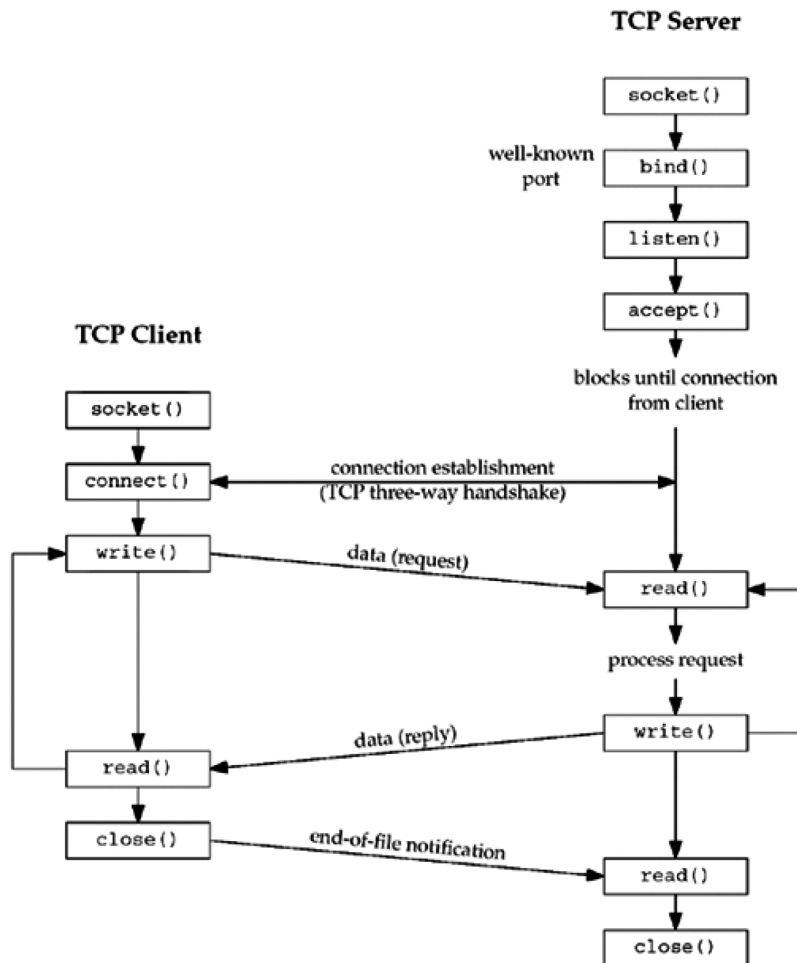 TCP Server
socket()
well-known
port
bind()
listen()
accept()
TCP Client
blocks until connection
from client
socket()
connection establishment
(TCP three-way handshake)
connect()
write()
data (request)
read()
process request
data (reply)
write()
read()
close()
end-of-file notification
read()
close()